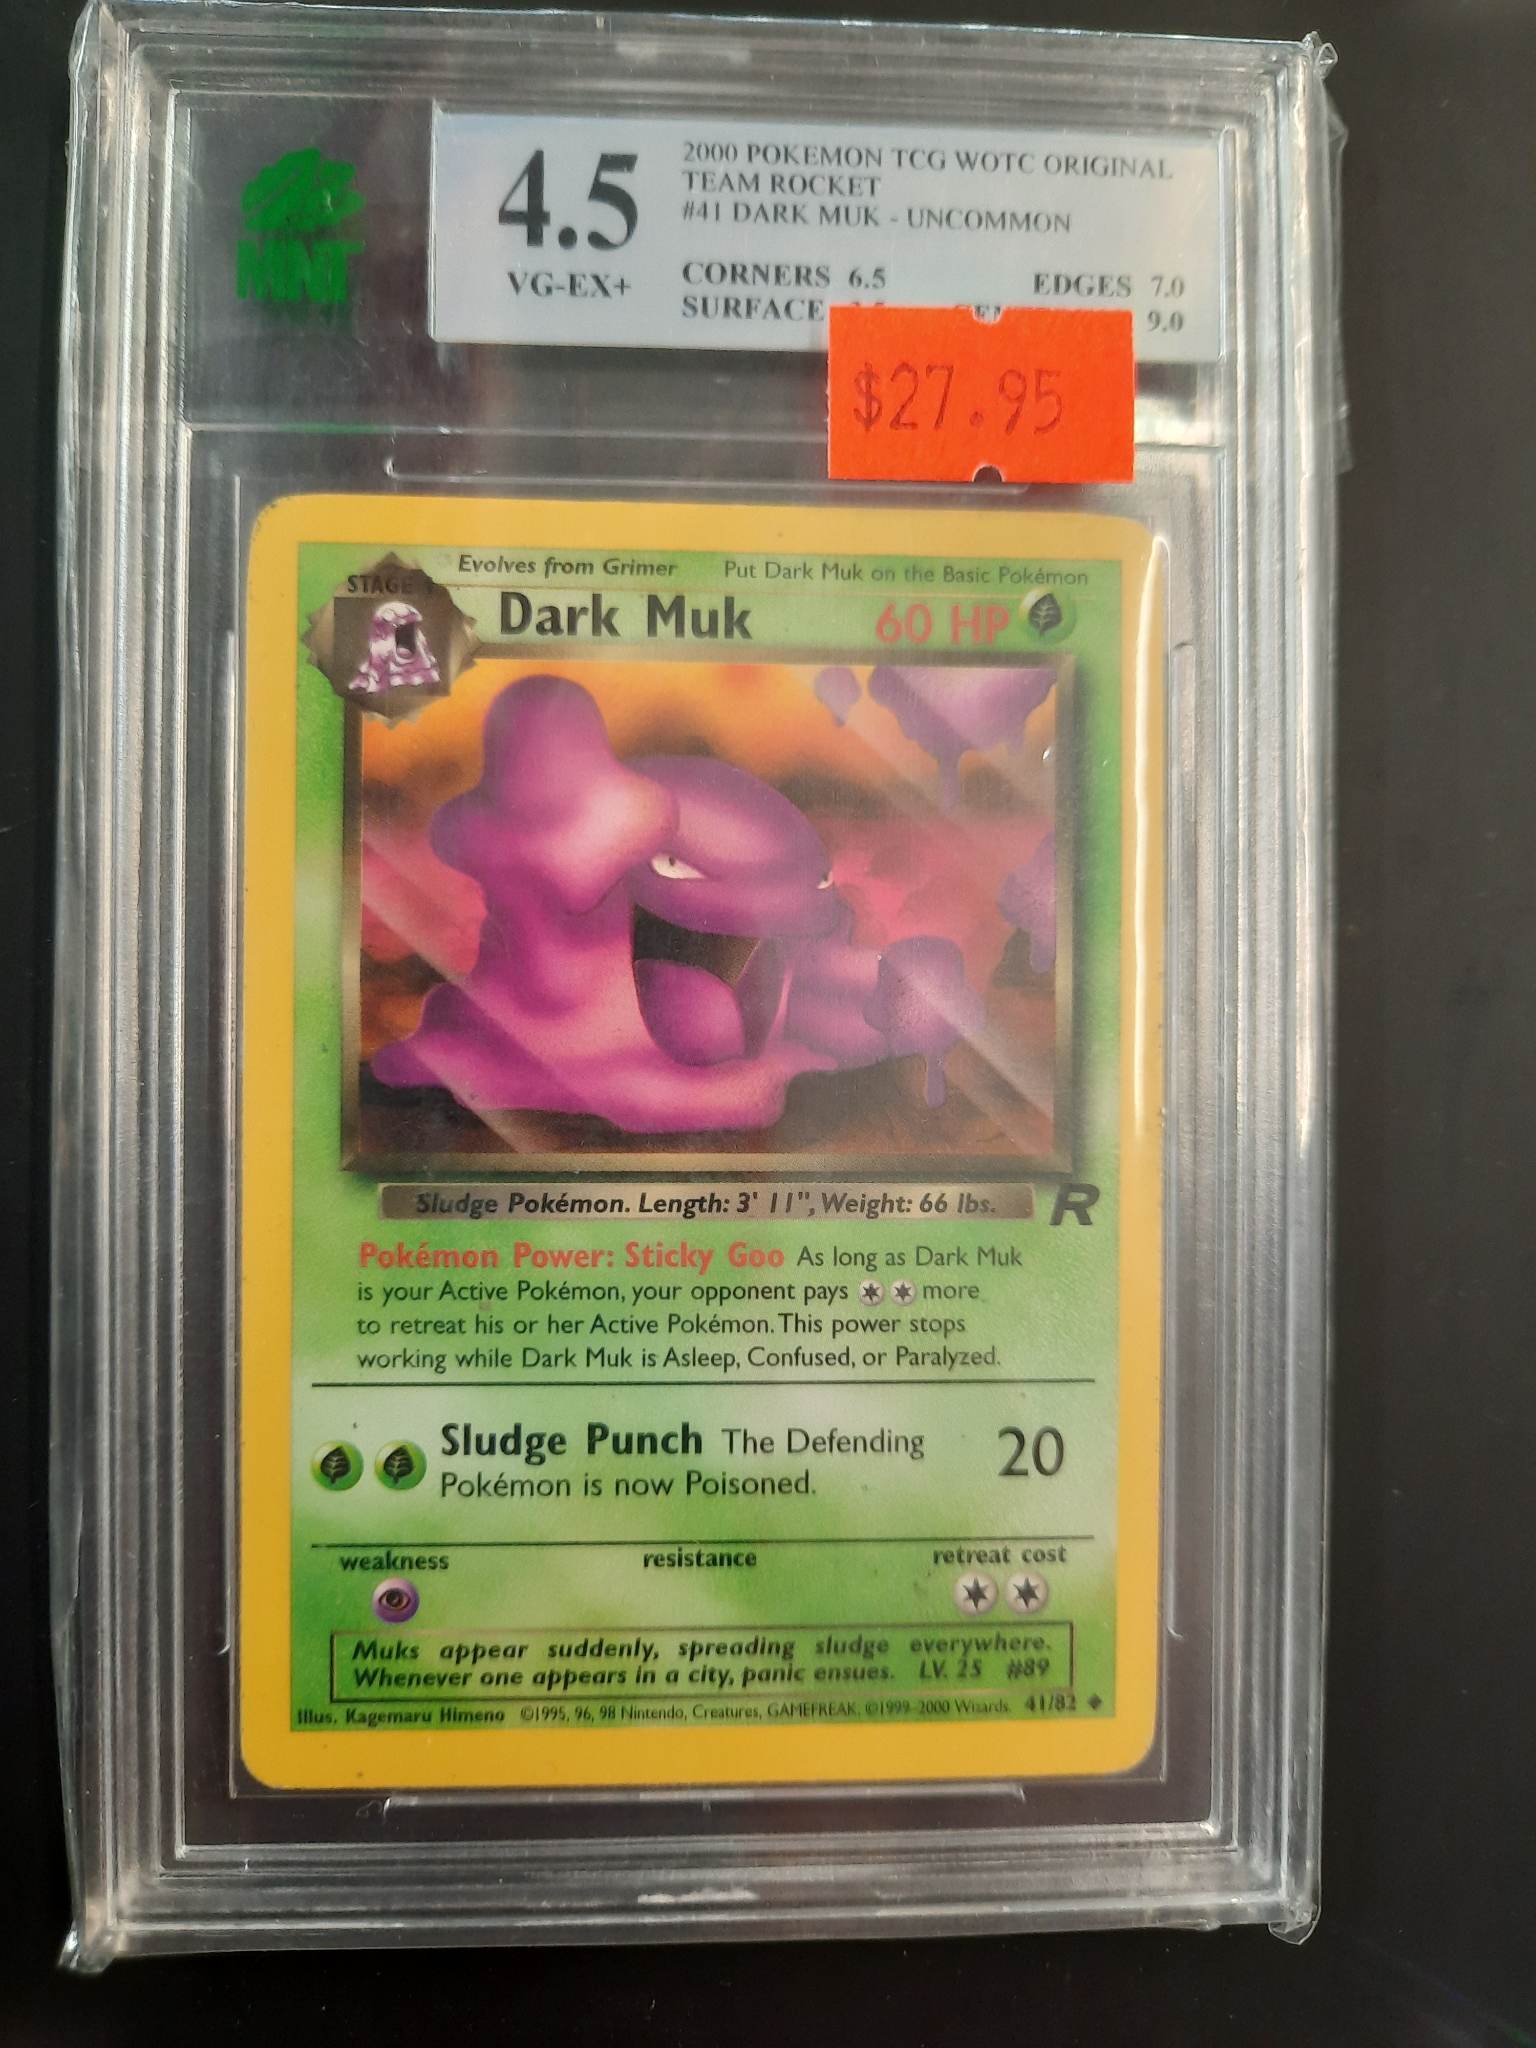 MNT
4.5
VG-EX+
2000 POKEMON TCG WOTC ORIGINAL
TEAM ROCKET
#41 DARK MUK - UNCOMMON
CORNERS 6.5 EDGES 7.0
SURFACE 9.0
$27.95
STAGE
Evolves from Grimer Put Dark Muk on the Basic Pokémon
Dark Muk 60 HP
Sludge Pokémon. Length: 3' 11", Weight: 66 lbs.
R
Pokémon Power: Sticky Goo As long as Dark Muk
is your Active Pokémon, your opponent pays more
to retreat his or her Active Pokémon. This power stops
working while Dark Muk is Asleep, Confused, or Paralyzed.
Sludge Punch The Defending 20
Pokémon is now Poisoned.
weakness resistance retreat cost
Muks appear suddenly, spreading sludge everywhere.
Whenever one appears in a city, panic ensues. LV. 25 #89
Illus. Kagemaru Himeno ©1995, 96, 98 Nintendo, Creatures, GAMEFREAK. ©1999-2000 Wizards. 41/82